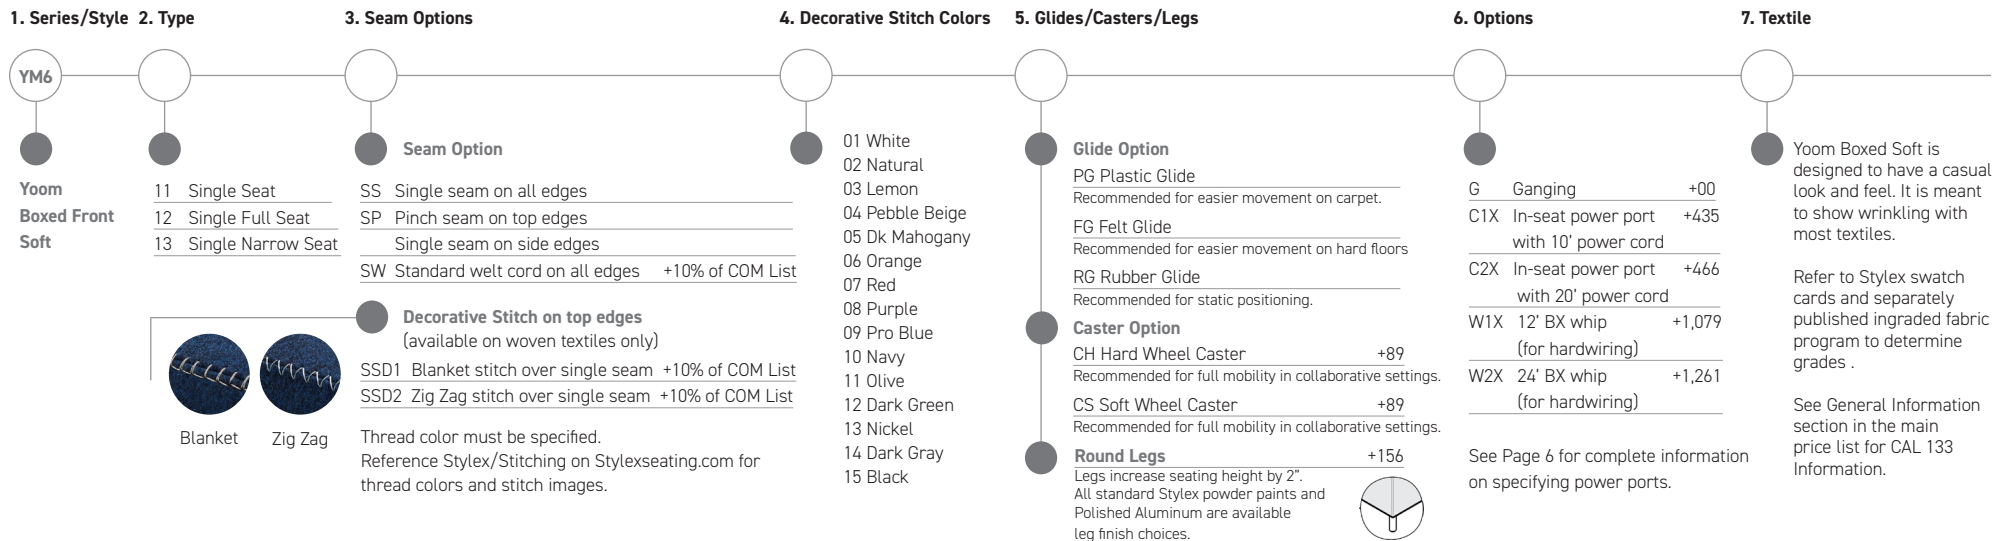 1. Series/Style
2. Type
3. Seam Options
4. Decorative Stitch Colors
5. Glides/Casters/Legs
6. Options
7. Textile
YM6
Yoom
Boxed Front
Soft
11 Single Seat
12 Single Full Seat
13 Single Narrow Seat
Seam Option
SS Single seam on all edges
SP Pinch seam on top edges
Single seam on side edges
SW Standard welt cord on all edges +10% of COM List
Decorative Stitch on top edges
(available on woven textiles only)
SSD1 Blanket stitch over single seam +10% of COM List
SSD2 Zig Zag stitch over single seam +10% of COM List
Blanket
Zig Zag
Thread color must be specified.
Reference Stylex/Stitching on Stylexseating.com for
thread colors and stitch images.
01 White
02 Natural
03 Lemon
04 Pebble Beige
05 Dk Mahogany
06 Orange
07 Red
08 Purple
09 Pro Blue
10 Navy
11 Olive
12 Dark Green
13 Nickel
14 Dark Gray
15 Black
Glide Option
PG Plastic Glide
Recommended for easier movement on carpet.
FG Felt Glide
Recommended for easier movement on hard floors
RG Rubber Glide
Recommended for static positioning.
Caster Option
CH Hard Wheel Caster +89
Recommended for full mobility in collaborative settings.
CS Soft Wheel Caster +89
Recommended for full mobility in collaborative settings.
Round Legs +156
Legs increase seating height by 2”.
All standard Stylex powder paints and
Polished Aluminum are available
leg finish choices.
G Ganging +00
C1X In-seat power port +435
with 10’ power cord
C2X In-seat power port +466
with 20’ power cord
W1X 12’ BX whip +1,079
(for hardwiring)
W2X 24’ BX whip +1,261
(for hardwiring)
See Page 6 for complete information
on specifying power ports.
Yoom Boxed Soft is
designed to have a casual
look and feel. It is meant
to show wrinkling with
most textiles.
Refer to Stylex swatch
cards and separately
published ingraded fabric
program to determine
grades .
See General Information
section in the main
price list for CAL 133
Information.